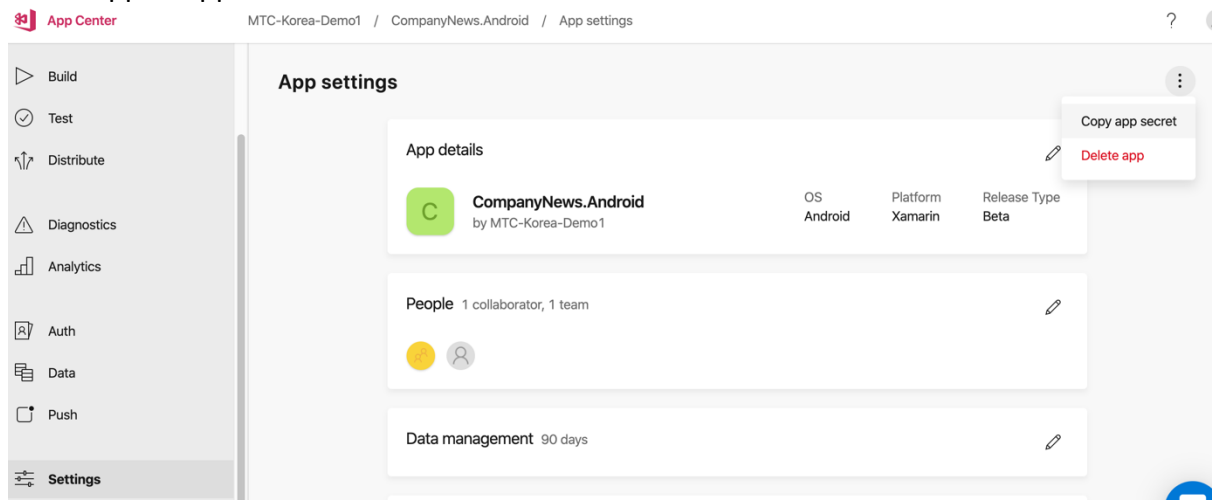 App Center
MTC-Korea-Demo1 / CompanyNews.Android / App settings
?
Build
Test
Distribute
Diagnostics
Analytics
Auth
Data
Push
Settings
App settings
Copy app secret
Delete app
App details
C
CompanyNews.Android
by MTC-Korea-Demo1
OS
Android
Platform
Xamarin
Release Type
Beta
People 1 collaborator, 1 team
Data management 90 days